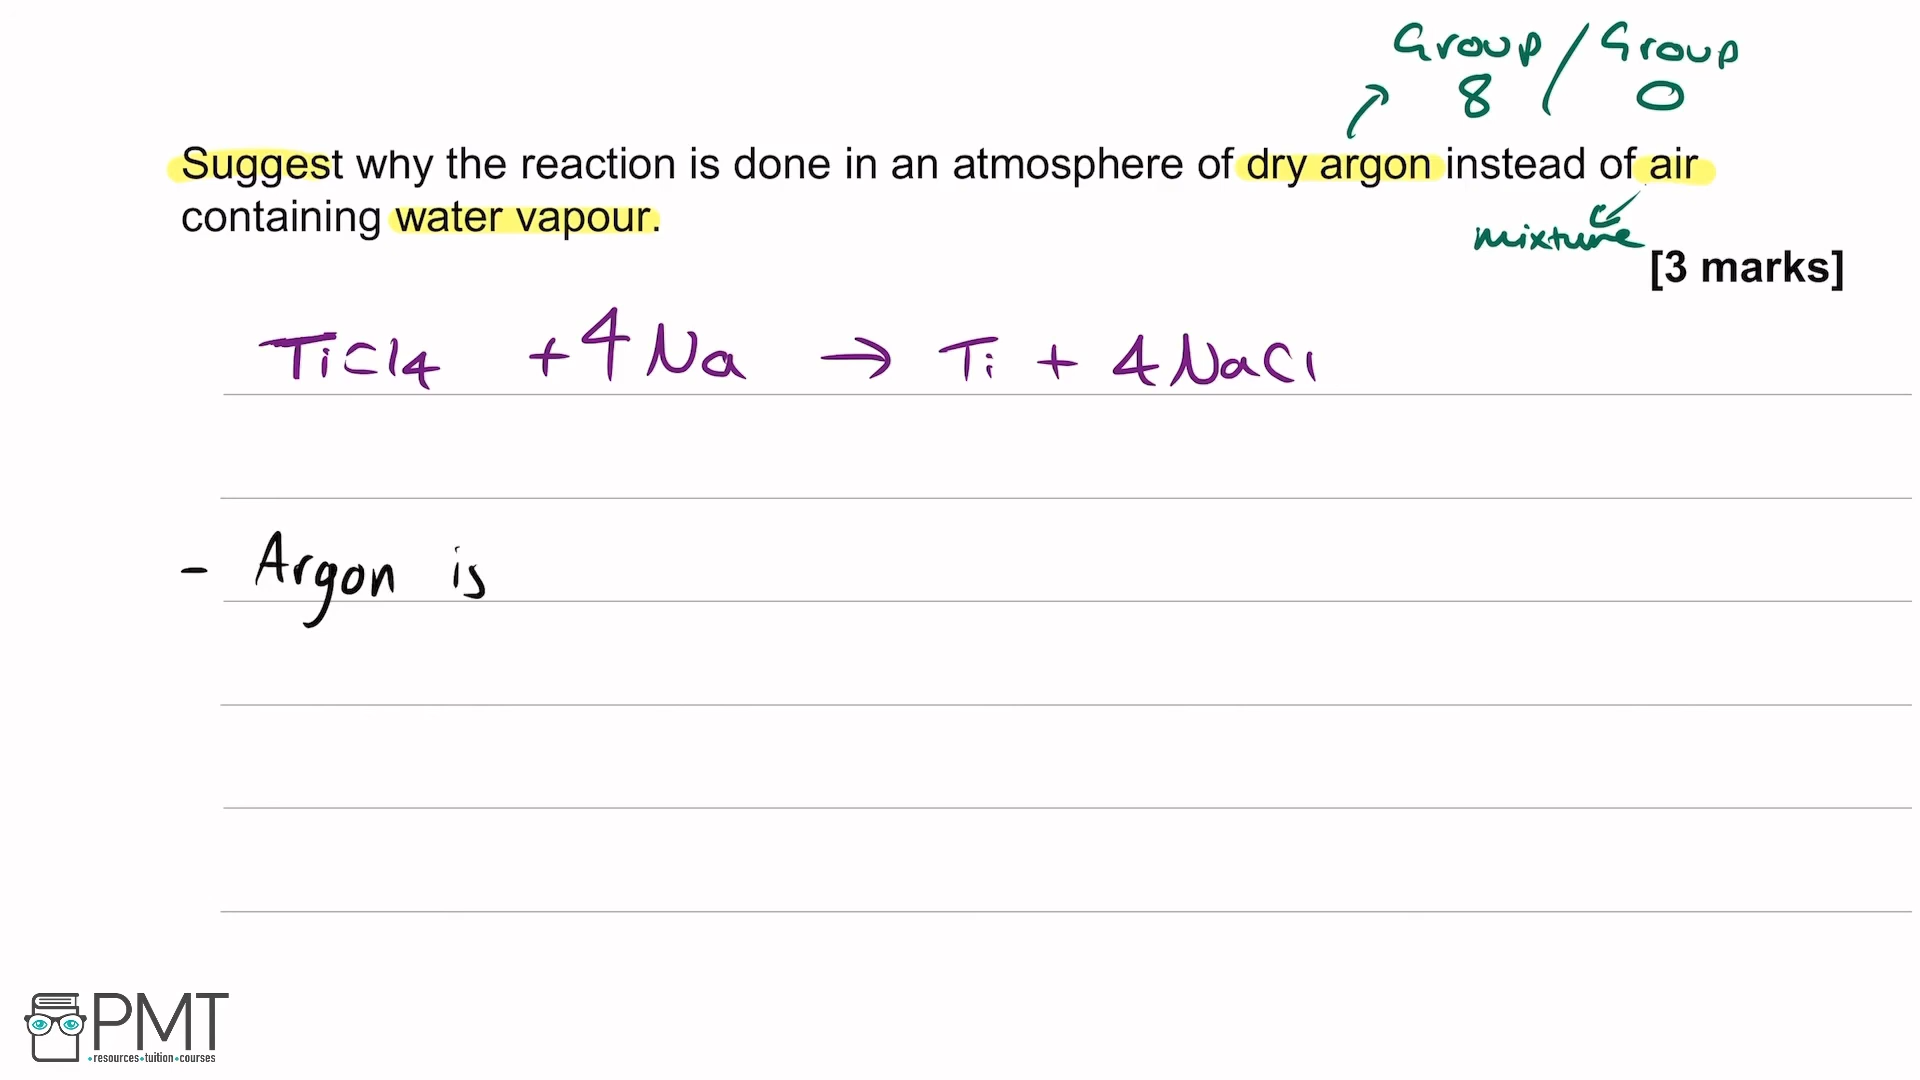 Group / Group
8 0
Suggest why the reaction is done in an atmosphere of dry argon instead of air
containing water vapour.
mixture
[3 marks]
TiCl4 + 4Na → Ti + 4NaCl
- Argon is
PMT
•resources•tuition•courses